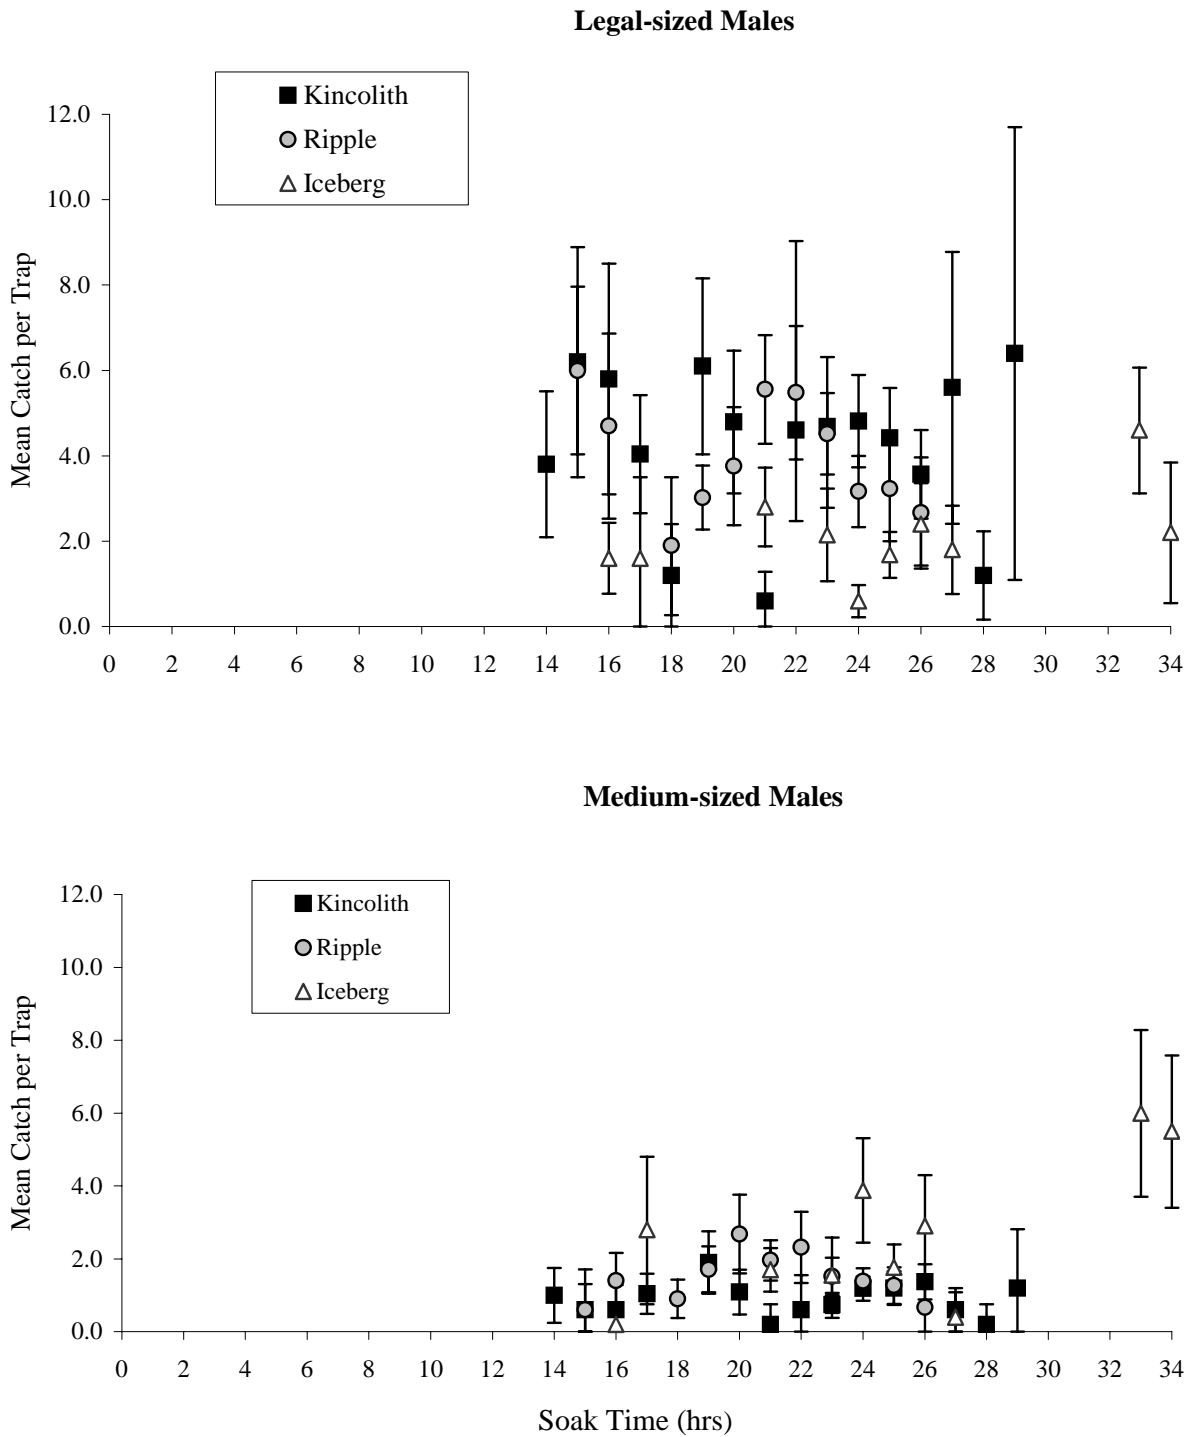 Legal-sized Males
Kincolith
Ripple
Iceberg
Mean Catch per Trap
12.0
10.0
8.0
6.0
4.0
2.0
0.0
0 2 4 6 8 10 12 14 16 18 20 22 24 26 28 30 32 34
Medium-sized Males
Kincolith
Ripple
Iceberg
Mean Catch per Trap
12.0
10.0
8.0
6.0
4.0
2.0
0.0
0 2 4 6 8 10 12 14 16 18 20 22 24 26 28 30 32 34
Soak Time (hrs)